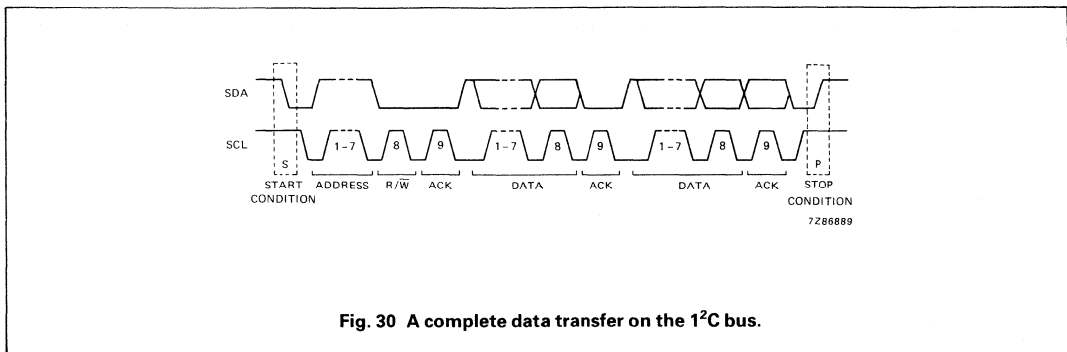 SDA
SCL
1-7 8 9 1-7 8 9 1-7 8 9
S P
START CONDITION
ADDRESS R/W̅ ACK DATA ACK DATA ACK
STOP CONDITION
7Z86889
Fig. 30 A complete data transfer on the 1²C bus.